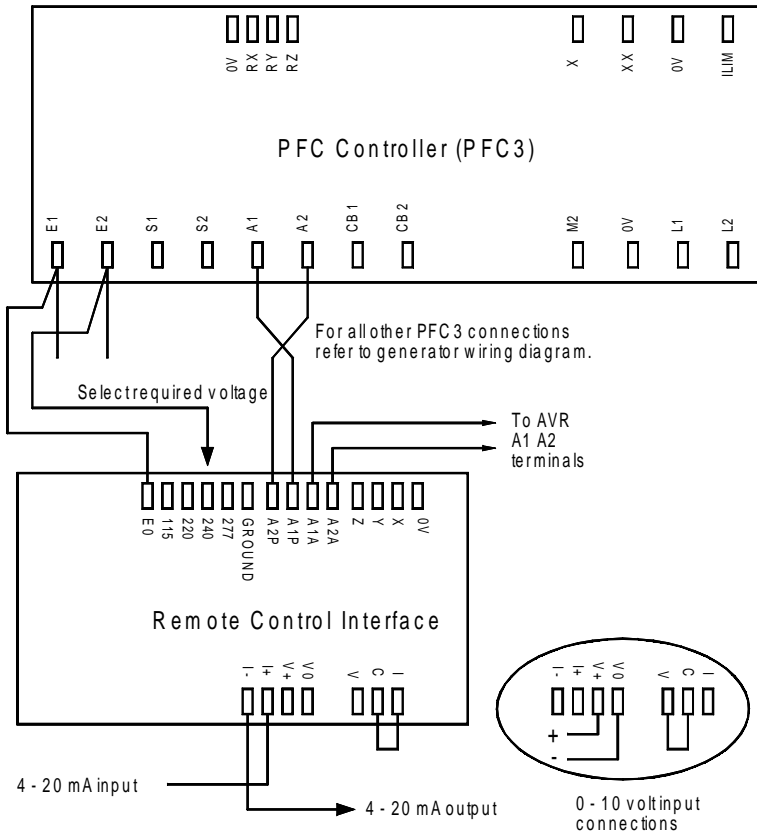 0V RX RY RZ X XX 0V ILIM
PFC Controller (PFC3)
E1 E2 S1 S2 A1 A2 CB1 CB2 M2 0V L1 L2
For all other PFC3 connections
refer to generator wiring diagram.
Select required voltage
To AVR
A1 A2
terminals
E0 115 220 240 277 GROUND A2P A1P A1A A2A Z Y X 0V
Remote Control Interface
I- I+ V+ V0 V C I
I- I+ V+ V0 V C I
+
-
4 - 20 mA input
4 - 20 mA output
0 - 10 volt input
connections